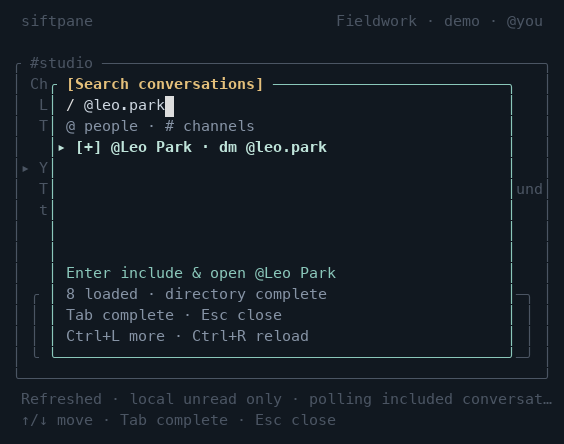 siftpane Fieldwork · demo · @you
#studio
Ch [Search conversations]
L / @leo.park
T @ people · # channels
▸ [+] @Leo Park · dm @leo.park
▸ Y
T und
t
Enter include & open @Leo Park
8 loaded · directory complete
Tab complete · Esc close
Ctrl+L more · Ctrl+R reload
Refreshed · local unread only · polling included conversat…
↑/↓ move · Tab complete · Esc close